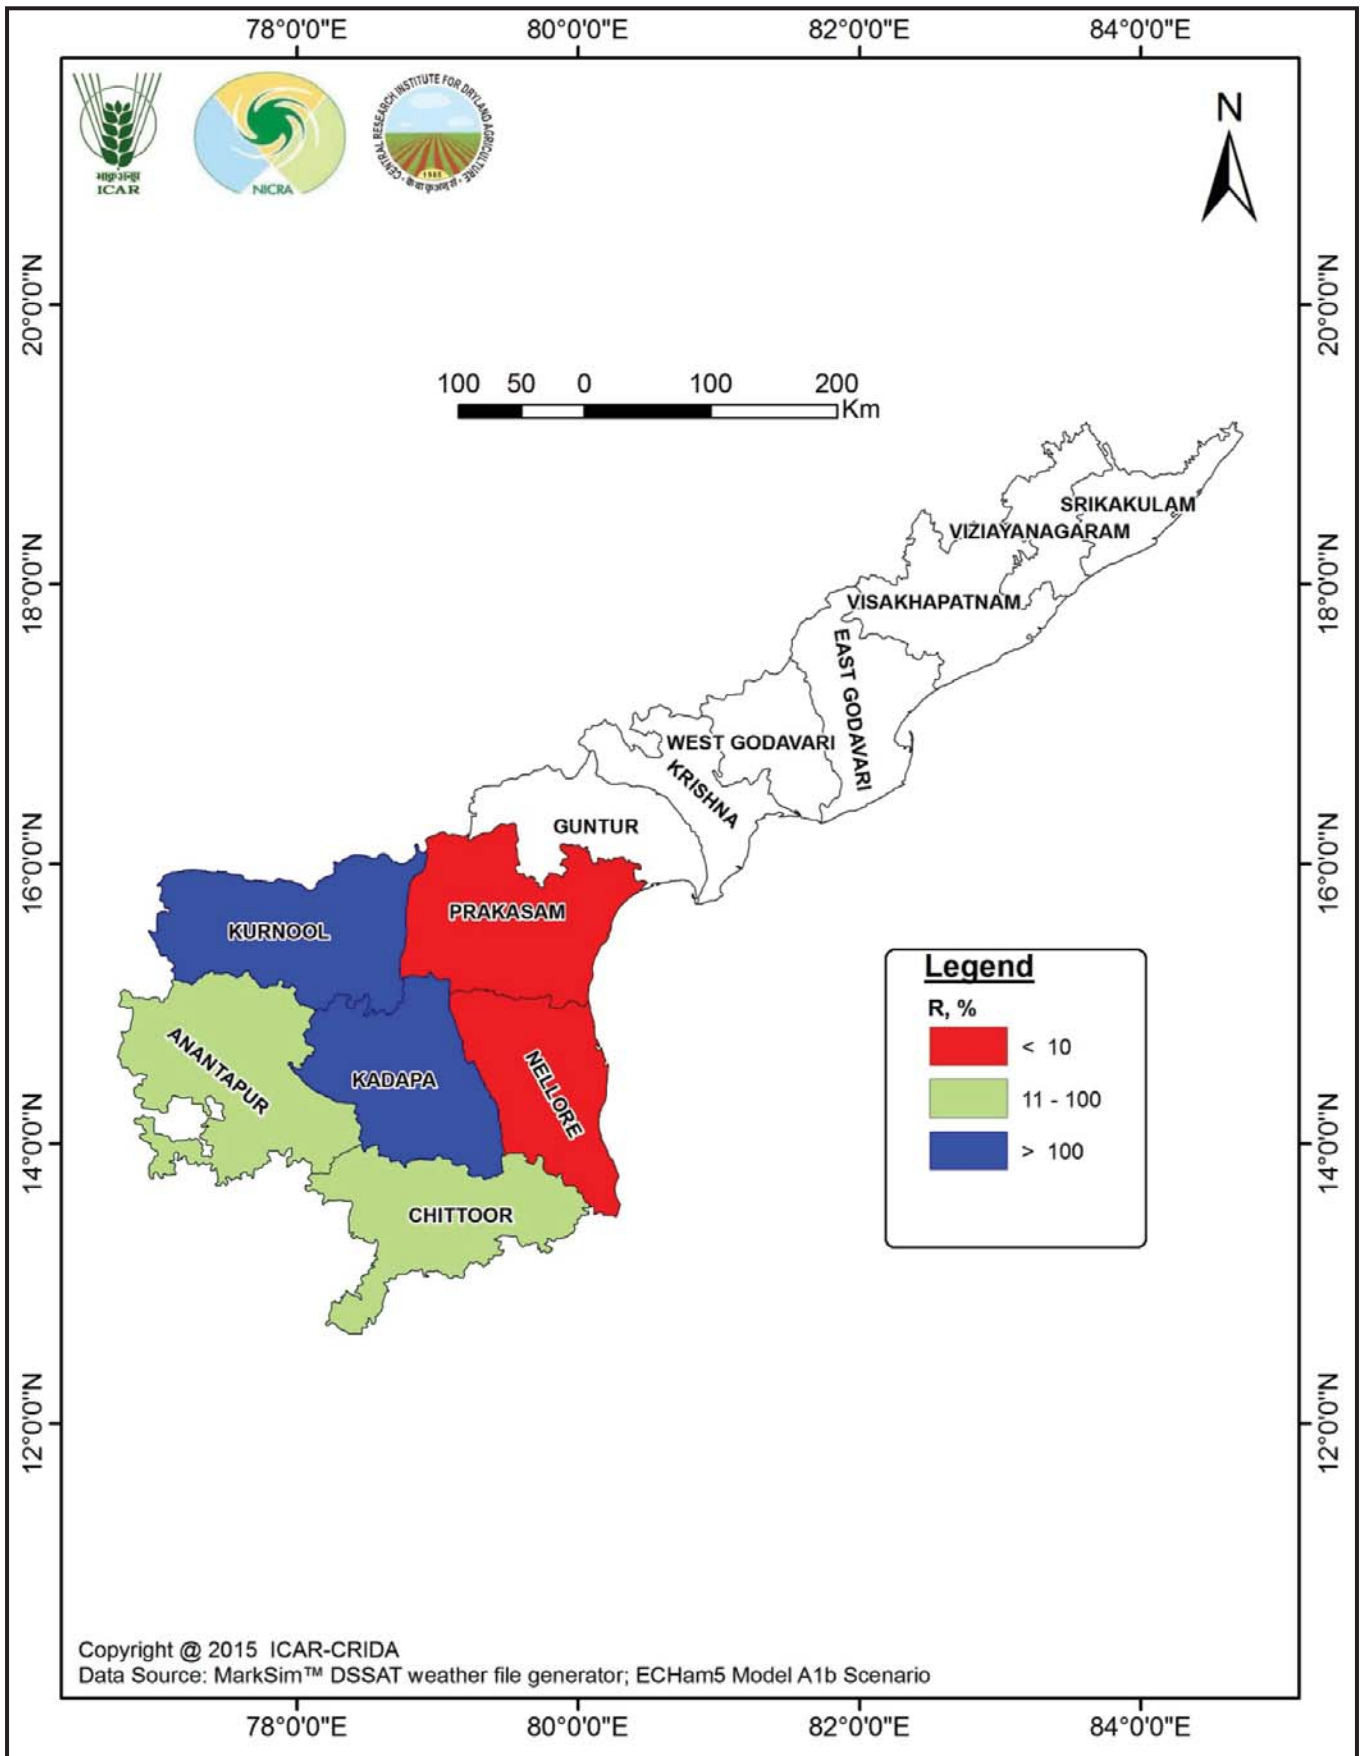 78°0'0"E 80°0'0"E 82°0'0"E 84°0'0"E
CENTRAL RESEARCH INSTITUTE FOR DRYLAND AGRICULTURE
1985
भाकृअनुप
ICAR
NICRA
N
20°0'0"N 20°0'0"N
100 50 0 100 200
Km
SRIKAKULAM
VIZIAYANAGARAM
18°0'0"N 18°0'0"N
VISAKHAPATNAM
EAST GODAVARI
WEST GODAVARI
KRISHNA
GUNTUR
16°0'0"N 16°0'0"N
PRAKASAM
KURNOOL
Legend
R, %
< 10
11 - 100
> 100
ANANTAPUR
KADAPA
NELLORE
14°0'0"N 14°0'0"N
CHITTOOR
12°0'0"N 12°0'0"N
Copyright @ 2015 ICAR-CRIDA
Data Source: MarkSim™ DSSAT weather file generator; ECHam5 Model A1b Scenario
78°0'0"E 80°0'0"E 82°0'0"E 84°0'0"E